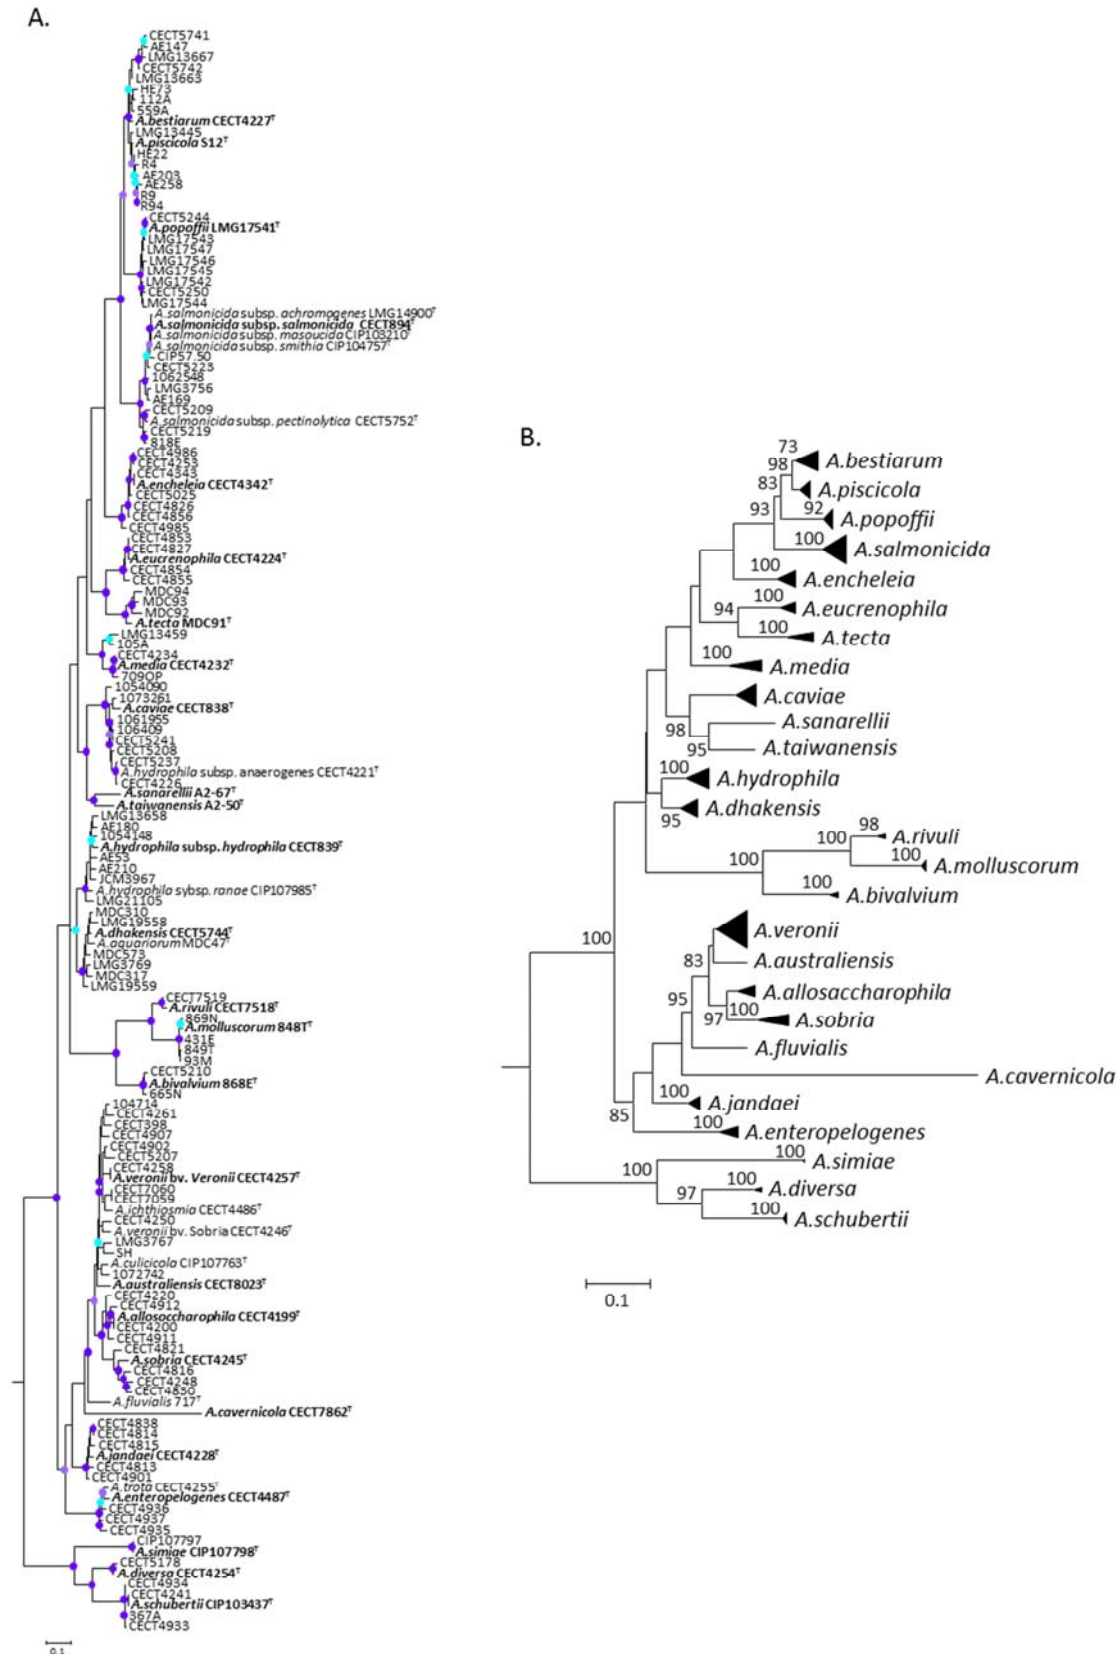 A.
CECT5741
AE147
LMG13667
CECT5742
LMG13663
HE73
112A
559A
A.bestiarum CECT4227ᵀ
LMG13445
A.piscicola S12ᵀ
HE22
R4
AE203
AE258
R9
R94
CECT5244
A.popoffii LMG17541ᵀ
LMG17543
LMG17547
LMG17546
LMG17545
LMG17542
CECT5250
LMG17544
A.salmonicida subsp. achromogenes LMG14900ᵀ
A.salmonicida subsp. salmonicida CECT894ᵀ
A.salmonicida subsp. masoucida CIP103210ᵀ
A.salmonicida subsp. smithia CIP104757ᵀ
CIP57.50
CECT5223
1062548
LMG3756
AE169
CECT5209
A.salmonicida subsp. pectinolytica CECT5752ᵀ
CECT5219
818E
CECT4986
CECT4253
CECT4343
A.encheleia CECT4342ᵀ
CECT5025
CECT4826
CECT4856
CECT4985
CECT4853
CECT4827
A.eucrenophila CECT4224ᵀ
CECT4854
CECT4855
MDC94
MDC93
MDC92
A.tecta MDC91ᵀ
LMG13459
105A
CECT4234
A.media CECT4232ᵀ
709OP
1054090
1073261
A.caviae CECT838ᵀ
1061955
106409
CECT5241
CECT5208
CECT5237
A.hydrophila subsp. anaerogenes CECT4221ᵀ
CECT4226
A.sanarellii A2-67ᵀ
A.taiwanensis A2-50ᵀ
LMG13658
AE180
1054148
A.hydrophila subsp. hydrophila CECT839ᵀ
AE53
AE210
JCM3967
A.hydrophila sybsp. ranae CIP107985ᵀ
LMG21105
MDC310
LMG19558
A.dhakensis CECT5744ᵀ
A.aquariorum MDC47ᵀ
MDC573
LMG3769
MDC317
LMG19559
CECT7519
A.rivuli CECT7518ᵀ
869N
A.molluscorum 848Tᵀ
431E
849T
93M
CECT5210
A.bivalvium 868Eᵀ
665N
104714
CECT4261
CECT398
CECT4907
CECT4902
CECT5207
CECT4258
A.veronii bv. Veronii CECT4257ᵀ
CECT7060
CECT7059
A.ichthiosmia CECT4486ᵀ
CECT4250
A.veronii bv. Sobria CECT4246ᵀ
LMG3767
SH
A.culicicola CIP107763ᵀ
1072742
A.australiensis CECT8023ᵀ
CECT4220
CECT4912
A.allosoccharophila CECT4199ᵀ
CECT4200
CECT4911
CECT4821
A.sobria CECT4245ᵀ
CECT4816
CECT4248
CECT4830
A.fluvialis 717ᵀ
A.cavernicola CECT7862ᵀ
CECT4838
CECT4814
CECT4815
A.jandaei CECT4228ᵀ
CECT4813
CECT4901
A.trota CECT4255ᵀ
A.enteropelogenes CECT4487ᵀ
CECT4936
CECT4937
CECT4935
CIP107797
A.simiae CIP107798ᵀ
CECT5178
A.diversa CECT4254ᵀ
CECT4934
CECT4241
A.schubertii CIP103437ᵀ
367A
CECT4933
0.1
B.
73
A.bestiarum
98
83
A.piscicola
93
92
A.popoffii
100
A.salmonicida
100
A.encheleia
100
A.eucrenophila
94
100
A.tecta
100
A.media
A.caviae
A.sanarellii
98
95
A.taiwanensis
100
A.hydrophila
A.dhakensis
95
98
A.rivuli
100
100
A.molluscorum
100
100
A.bivalvium
A.veronii
100
83
A.australiensis
A.allosaccharophila
95
100
97
A.sobria
A.fluvialis
A.cavernicola
100
A.jandaei
85
100
A.enteropelogenes
100
A.simiae
100
100
A.diversa
97
100
A.schubertii
0.1